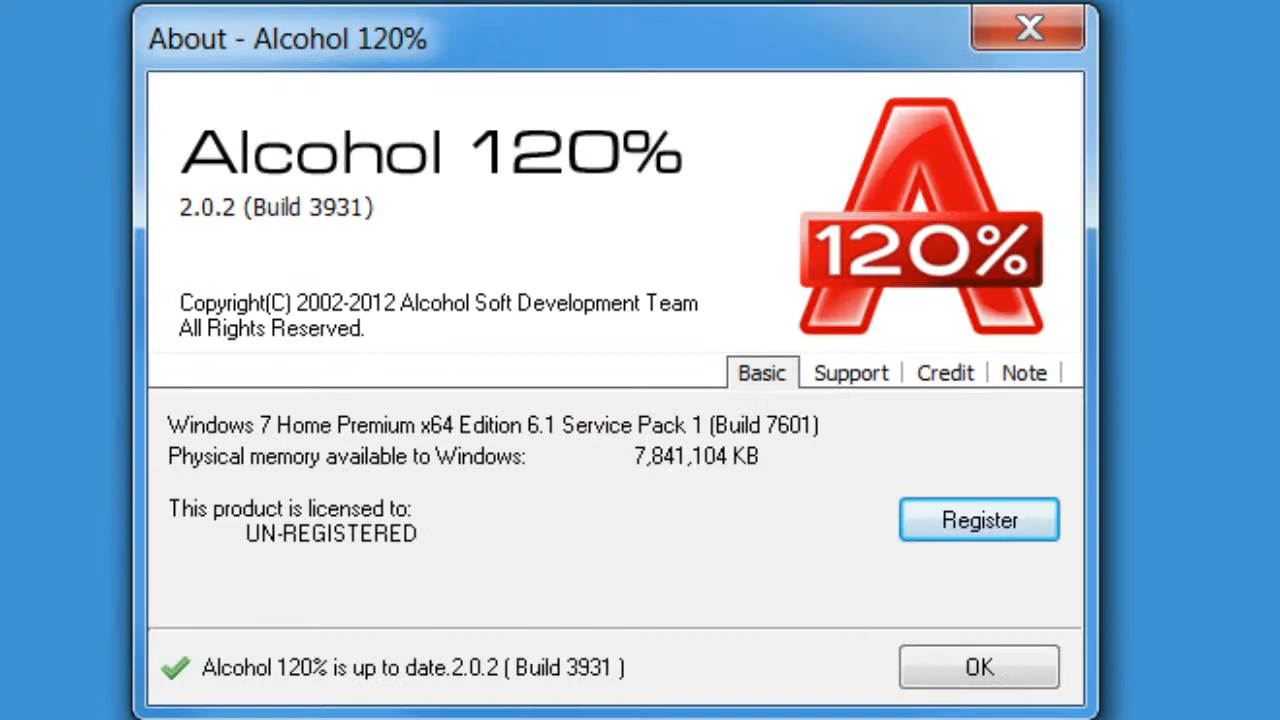 About - Alcohol 120%
Alcohol 120%
2.0.2 (Build 3931)
120%
Copyright(C) 2002-2012 Alcohol Soft Development Team
All Rights Reserved.
Basic Support Credit Note
Windows 7 Home Premium x64 Edition 6.1 Service Pack 1 (Build 7601)
Physical memory available to Windows: 7,841,104 KB
This product is licensed to:
UN-REGISTERED
Register
Alcohol 120% is up to date.2.0.2 ( Build 3931 )
OK